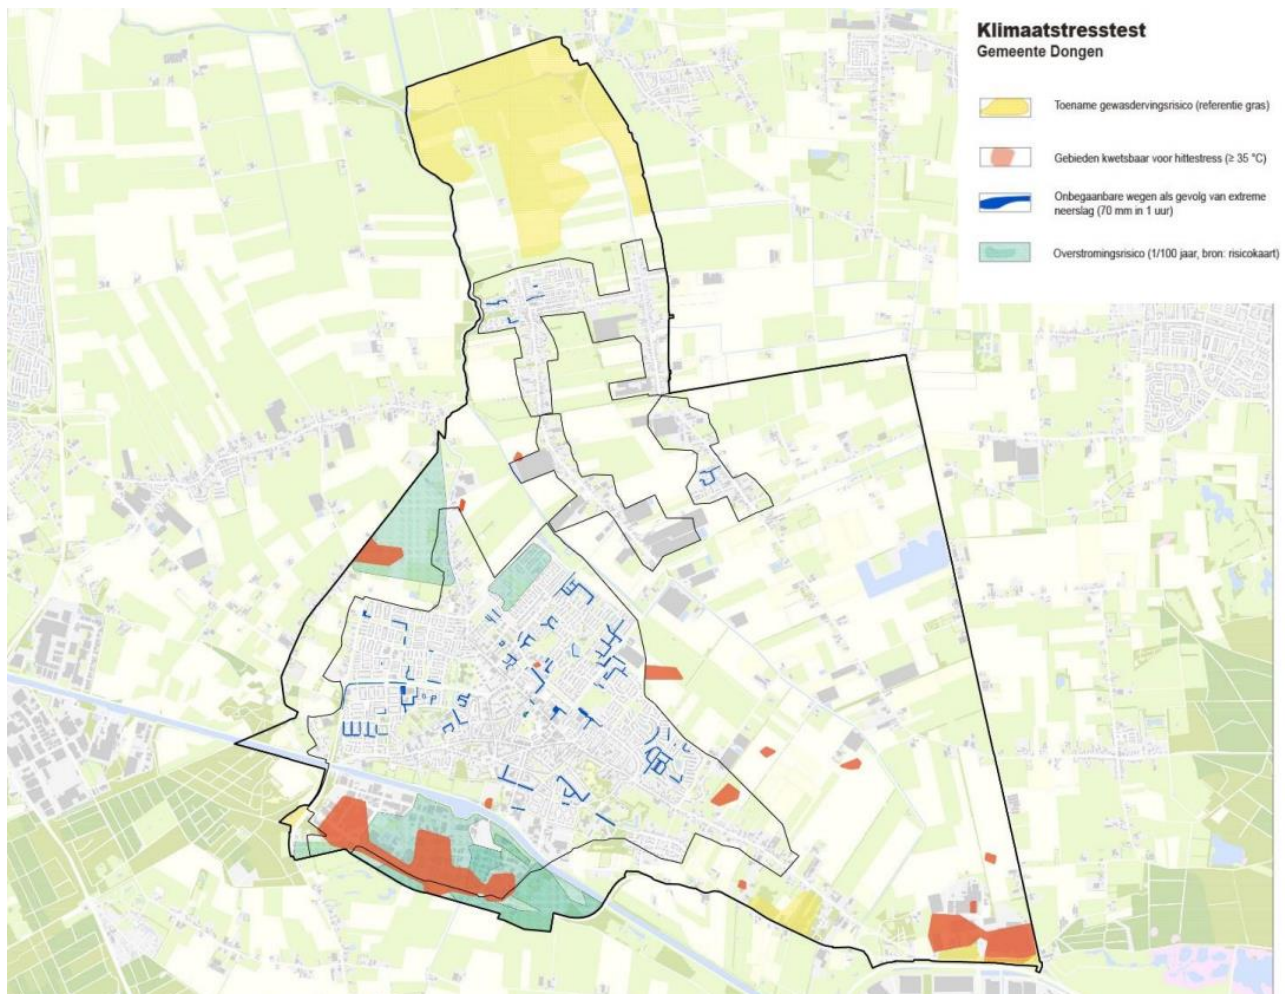 Klimaatstresstest
Gemeente Dongen
Toename gewasdervingsrisico (referentie gras)
Gebieden kwetsbaar voor hittestress (≥ 35 °C)
Onbegaanbare wegen als gevolg van extreme
neerslag (70 mm in 1 uur)
Overstromingsrisico (1/100 jaar, bron: risicokaart)